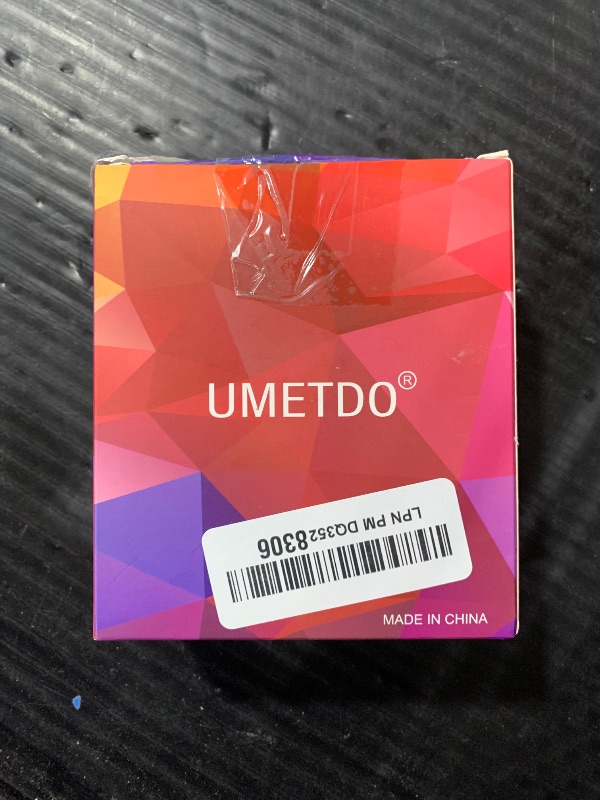 UMETDO®
LPN PM DQ3528306
MADE IN CHINA